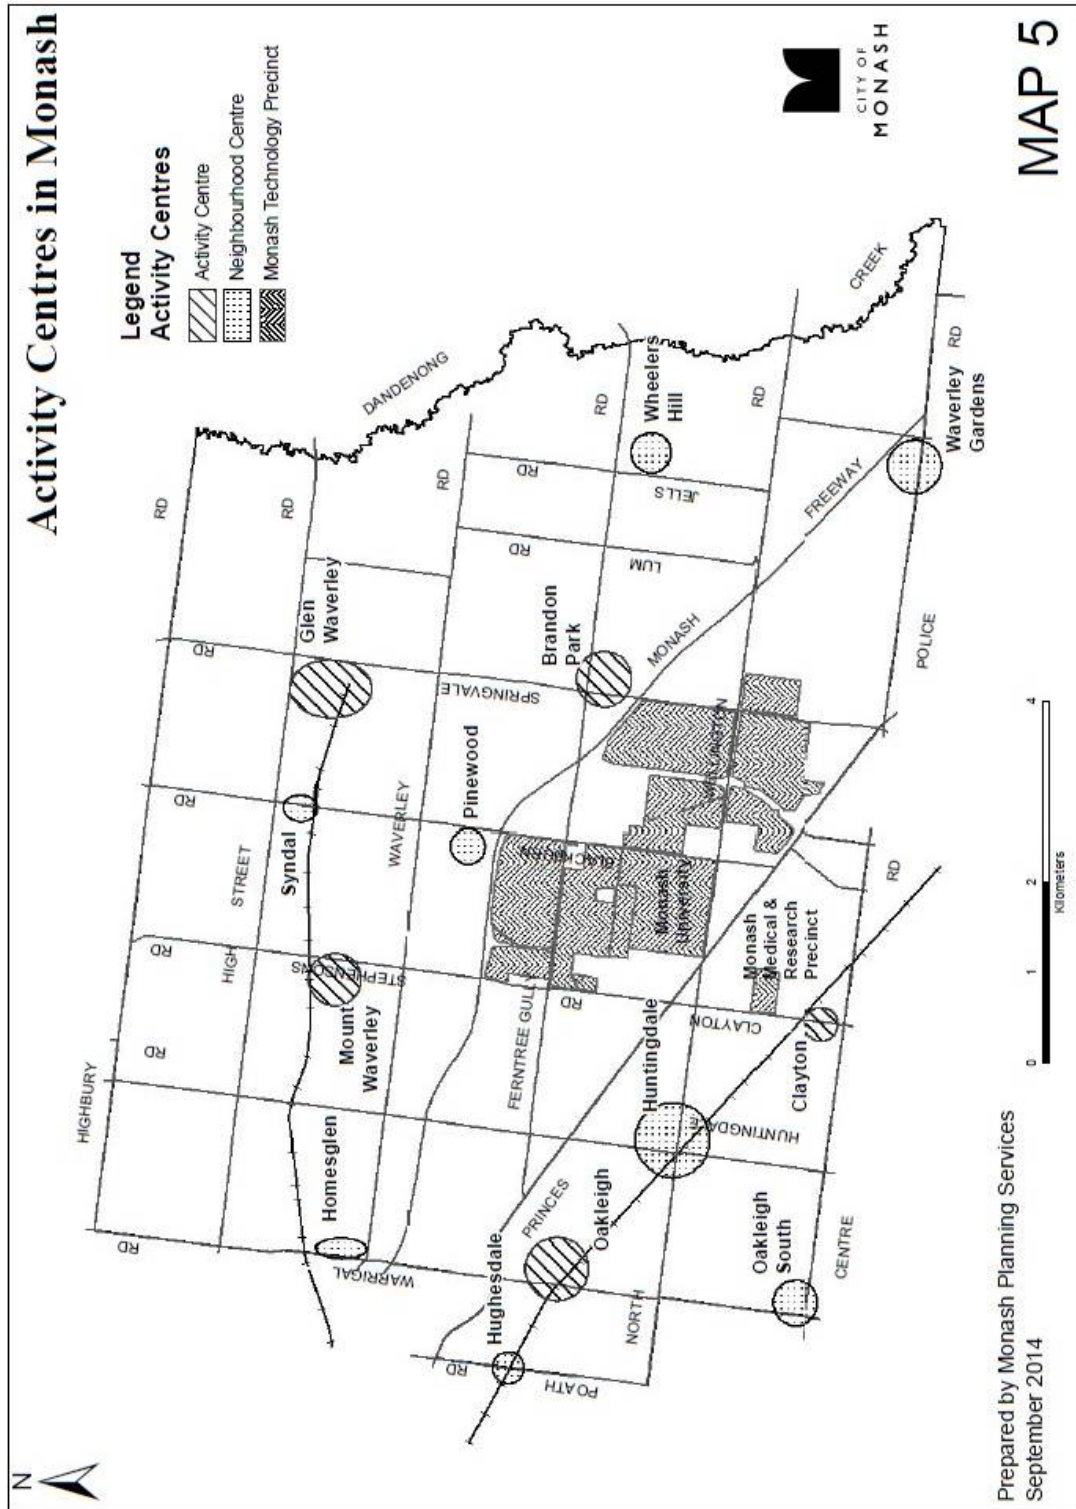 Activity Centres in Monash
N
Legend
Activity Centres
Activity Centre
Neighbourhood Centre
Monash Technology Precinct
CITY OF
MONASH
MAP 5
HIGHBURY
RD
RD
RD
RD
RD
RD
HIGH
STREET
RD
DANDENONG
CREEK
Homesglen
Mount
Waverley
STEPHENSONS
Syndal
Glen
Waverley
WARRIGAL
WAVERLEY
RD
Pinewood
SPRINGVALE
RD
RD
Hughesdale
RD
POATH
PRINCES
Oakleigh
FERNTREE GULLY
RD
BLACKBURN
Brandon
Park
LUM
JELLS
RD
Wheelers
Hill
MONASH
FREEWAY
NORTH
Huntingdale
HUNTINGDALE
CLAYTON
Monash
University
WELLINGTON
RD
Monash
Medical &
Research
Precinct
Oakleigh
South
Clayton
CENTRE
RD
POLICE
RD
Waverley
Gardens
0
1
2
4
Kilometers
Prepared by Monash Planning Services
September 2014